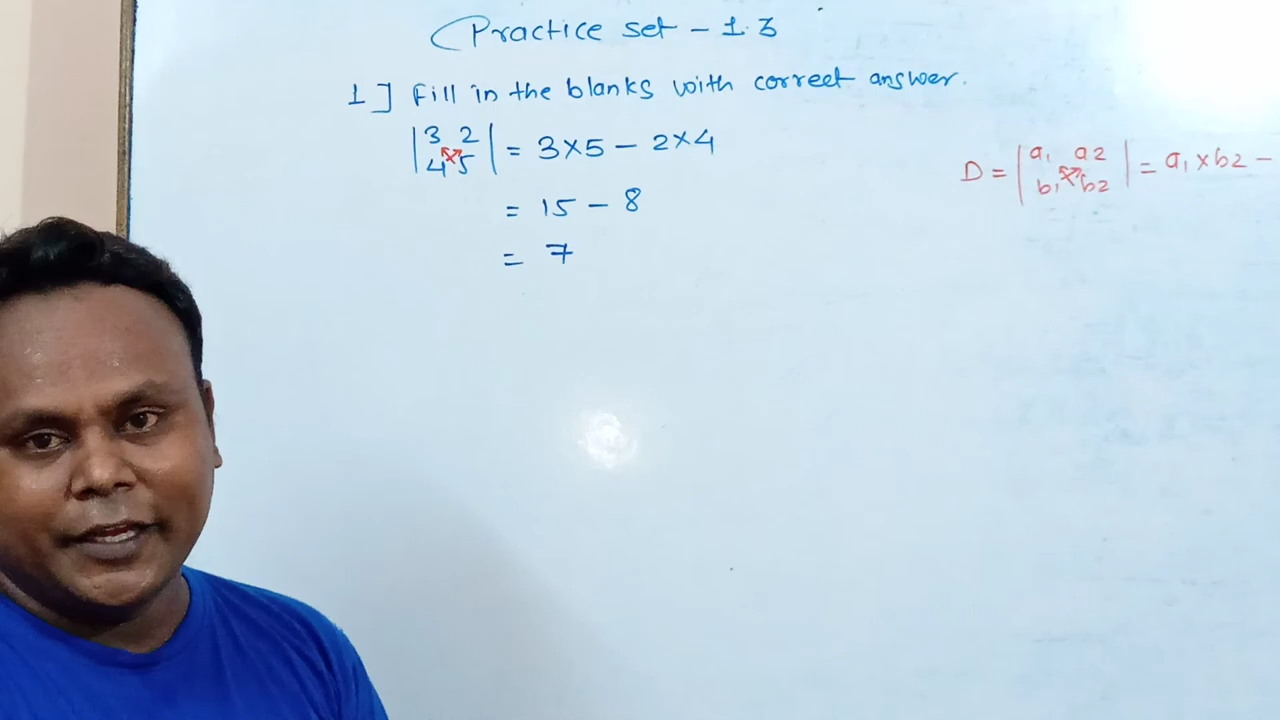 Practice set - 1.3
1] Fill in the blanks with correct answer.
|3 2|
|4 5| = 3×5 - 2×4
= 15 - 8
= 7
D = |a₁ a2|
|b₁ b2| = a₁×b2 -